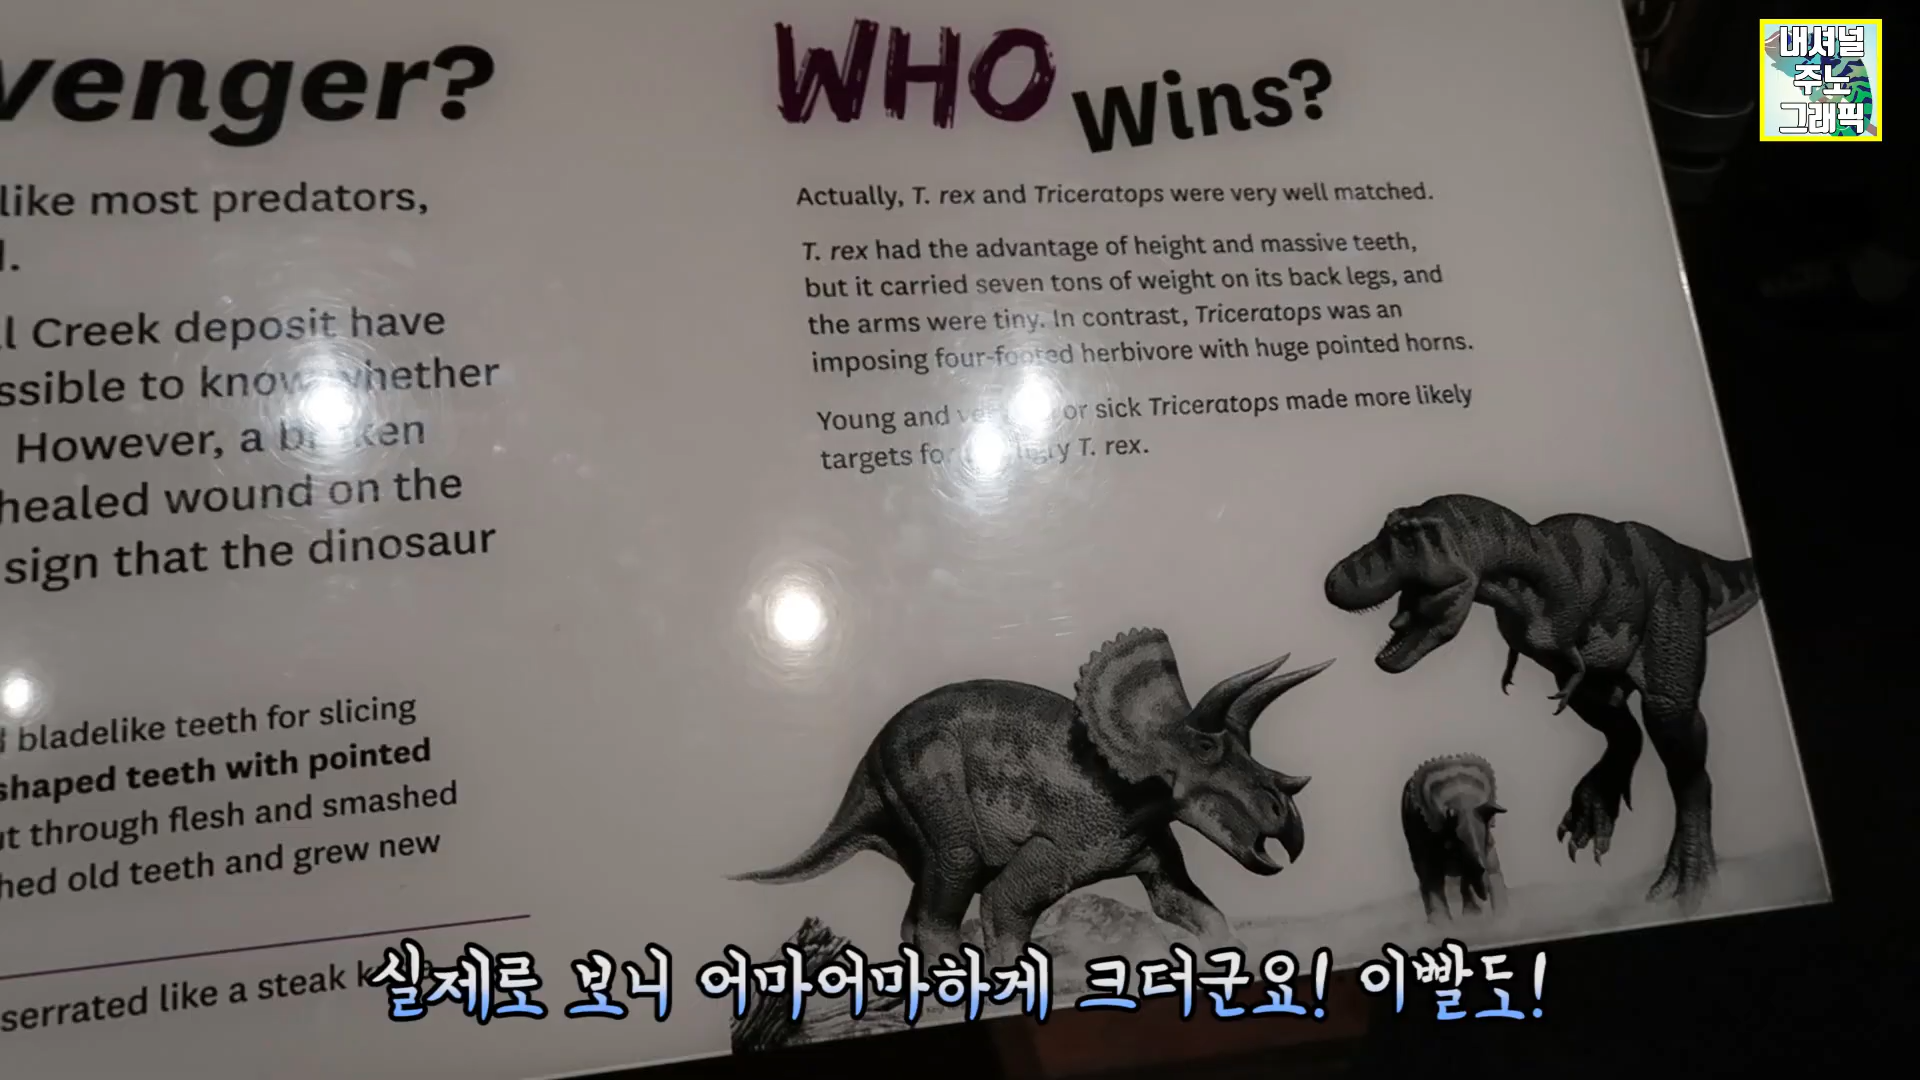 venger?
like most predators,
l Creek deposit have
ssible to know whether
However, a broken
healed wound on the
sign that the dinosaur
bladelike teeth for slicing
shaped teeth with pointed
through flesh and smashed
old teeth and grew new
serrated like a steak
WHO Wins?
Actually, T. rex and Triceratops were very well matched.
T. rex had the advantage of height and massive teeth,
but it carried seven tons of weight on its back legs, and
the arms were tiny. In contrast, Triceratops was an
imposing four-footed herbivore with huge pointed horns.
Young and or sick Triceratops made more likely
targets T. rex.
내셔널
주노
그래픽
실제로 보니 어마어마하게 크더군요! 이빨도!